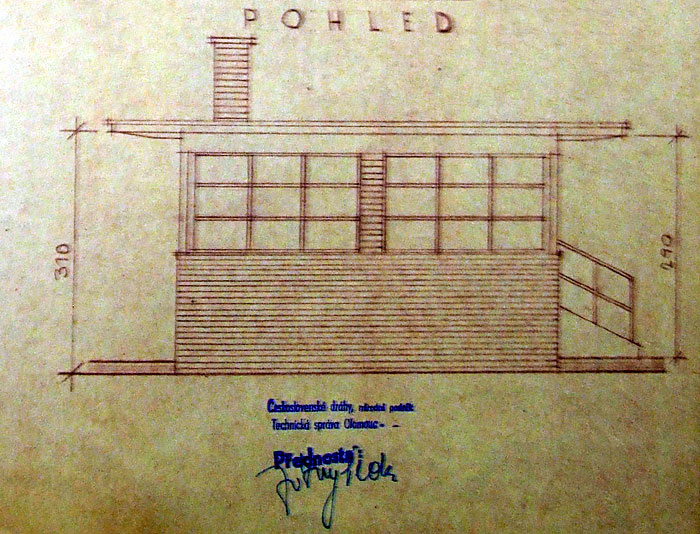 POHLED
310
290
Československé dráhy, národní podnik
Technická správa Olomouc - -
Přednosta: